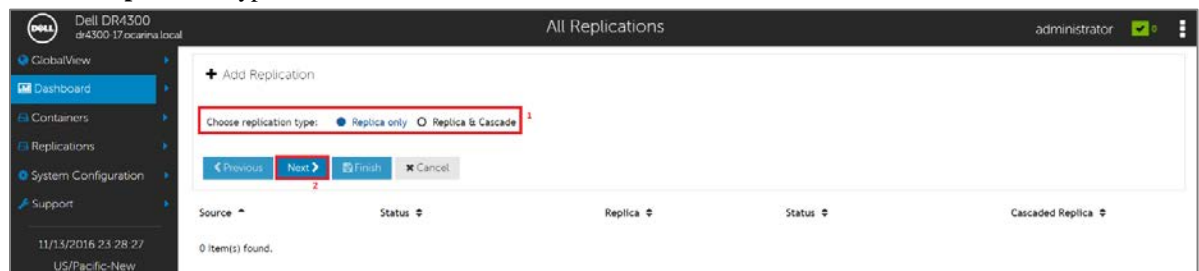 DELL
Dell DR4300
dr4300-17.ocarina.local
All Replications
administrator
0
GlobalView
Dashboard
Containers
Replications
System Configuration
Support
11/13/2016 23:28:27
US/Pacific-New
Add Replication
Choose replication type: Replica only Replica & Cascade 1
Previous Next Finish Cancel
2
Source Status Replica Status Cascaded Replica
0 Item(s) found.